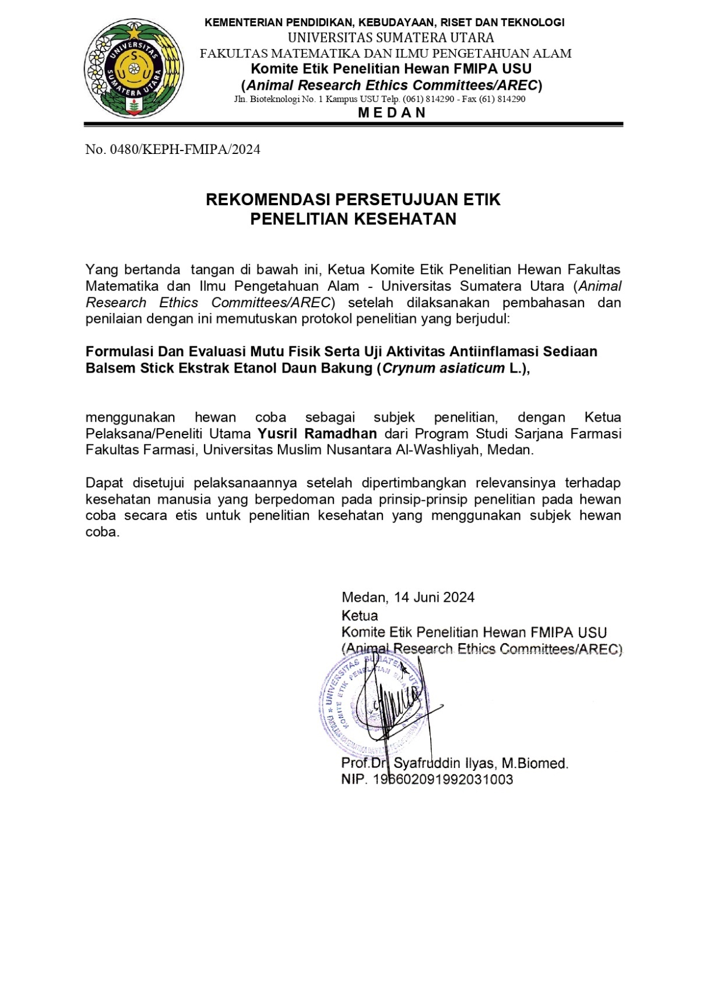 KEMENTERIAN PENDIDIKAN, KEBUDAYAAN, RISET DAN TEKNOLOGI
UNIVERSITAS SUMATERA UTARA
FAKULTAS MATEMATIKA DAN ILMU PENGETAHUAN ALAM
Komite Etik Penelitian Hewan FMIPA USU
(Animal Research Ethics Committees/AREC)
Jln. Bioteknologi No. 1 Kampus USU Telp. (061) 814290 - Fax (61) 814290
M E D A N
UNIVERSITAS
SUMATERA UTARA
S
U U
No. 0480/KEPH-FMIPA/2024
REKOMENDASI PERSETUJUAN ETIK
PENELITIAN KESEHATAN
Yang bertanda tangan di bawah ini, Ketua Komite Etik Penelitian Hewan Fakultas
Matematika dan Ilmu Pengetahuan Alam - Universitas Sumatera Utara (Animal
Research Ethics Committees/AREC) setelah dilaksanakan pembahasan dan
penilaian dengan ini memutuskan protokol penelitian yang berjudul:
Formulasi Dan Evaluasi Mutu Fisik Serta Uji Aktivitas Antiinflamasi Sediaan
Balsem Stick Ekstrak Etanol Daun Bakung (Crynum asiaticum L.),
menggunakan hewan coba sebagai subjek penelitian, dengan Ketua
Pelaksana/Peneliti Utama Yusril Ramadhan dari Program Studi Sarjana Farmasi
Fakultas Farmasi, Universitas Muslim Nusantara Al-Washliyah, Medan.
Dapat disetujui pelaksanaannya setelah dipertimbangkan relevansinya terhadap
kesehatan manusia yang berpedoman pada prinsip-prinsip penelitian pada hewan
coba secara etis untuk penelitian kesehatan yang menggunakan subjek hewan
coba.
Medan, 14 Juni 2024
Ketua
Komite Etik Penelitian Hewan FMIPA USU
(Animal Research Ethics Committees/AREC)
UNIVERSITAS SUMATERA UTARA
KOMITE ETIK PENELITIAN
FAKULTAS MATEMATIKA DAN ILMU PENGETAHUAN ALAM
Prof.Dr. Syafruddin Ilyas, M.Biomed.
NIP. 196602091992031003